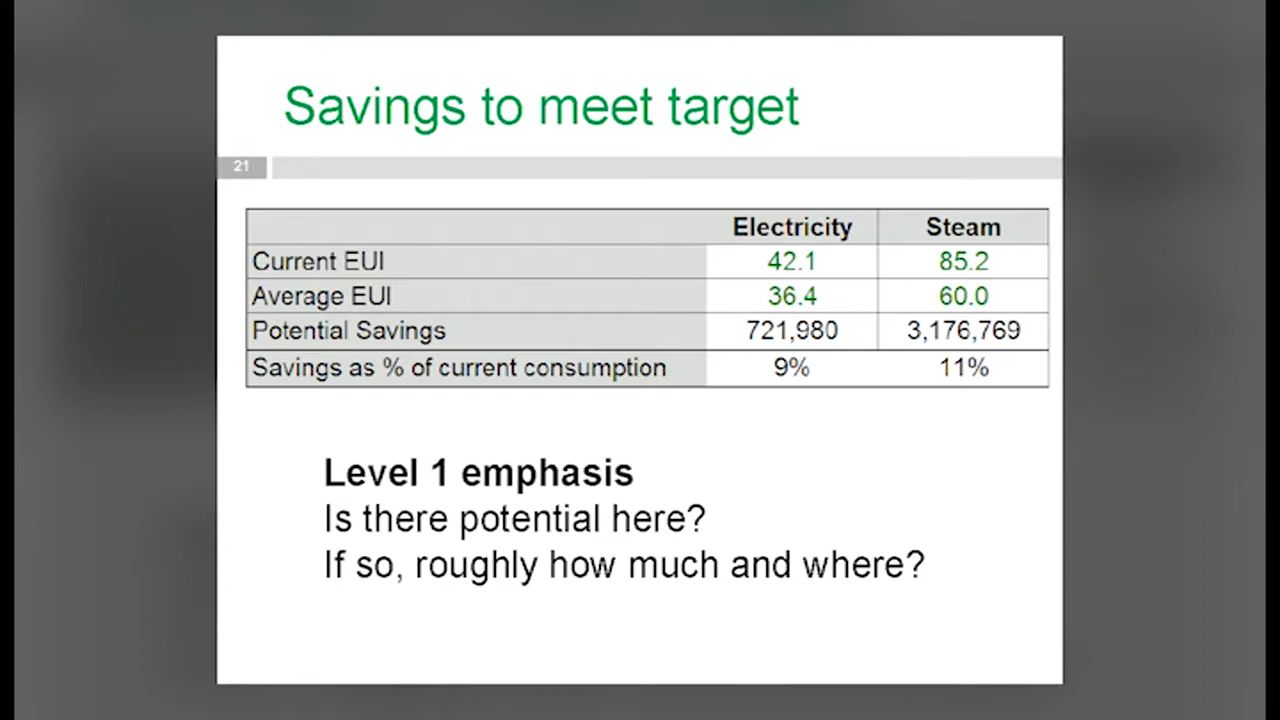 Savings to meet target
21
Electricity Steam
Current EUI 42.1 85.2
Average EUI 36.4 60.0
Potential Savings 721,980 3,176,769
Savings as % of current consumption 9% 11%
Level 1 emphasis
Is there potential here?
If so, roughly how much and where?